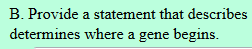 B. Provide a statement that describes
determines where a gene begins.